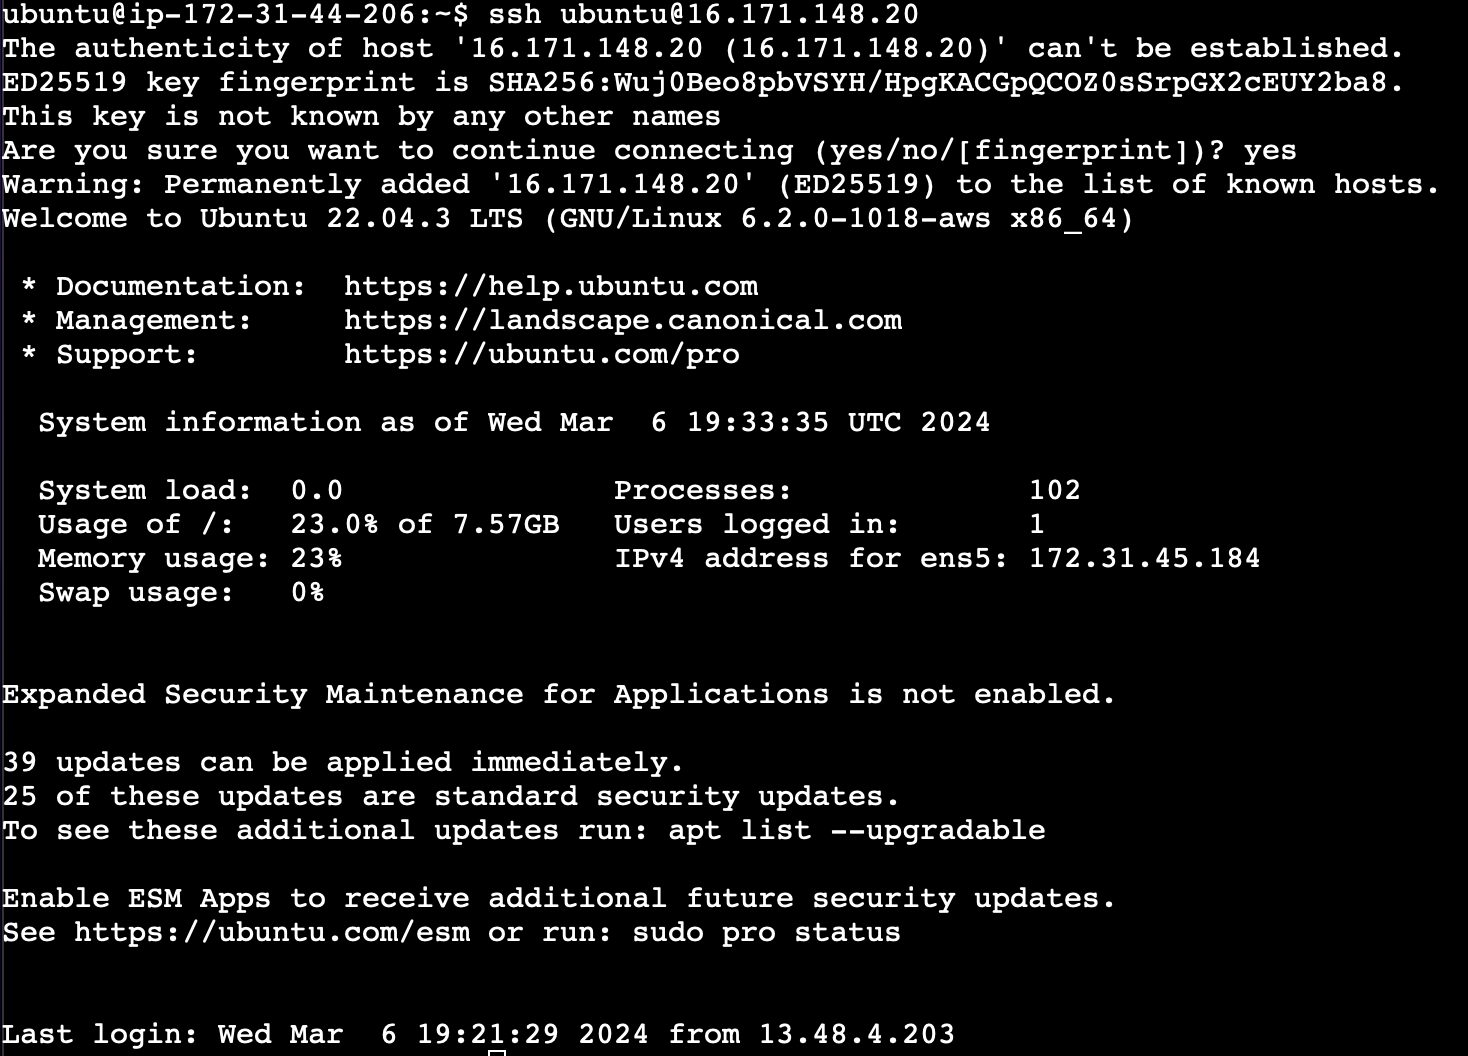 ubuntu@ip-172-31-44-206:~$ ssh ubuntu@16.171.148.20
The authenticity of host '16.171.148.20 (16.171.148.20)' can't be established.
ED25519 key fingerprint is SHA256:Wuj0Beo8pbVSYH/HpgKACGpQCOZ0sSrpGX2cEUY2ba8.
This key is not known by any other names
Are you sure you want to continue connecting (yes/no/[fingerprint])? yes
Warning: Permanently added '16.171.148.20' (ED25519) to the list of known hosts.
Welcome to Ubuntu 22.04.3 LTS (GNU/Linux 6.2.0-1018-aws x86_64)

 * Documentation:  https://help.ubuntu.com
 * Management:     https://landscape.canonical.com
 * Support:        https://ubuntu.com/pro

  System information as of Wed Mar  6 19:33:35 UTC 2024

  System load:  0.0               Processes:             102
  Usage of /:   23.0% of 7.57GB   Users logged in:       1
  Memory usage: 23%               IPv4 address for ens5: 172.31.45.184
  Swap usage:   0%


Expanded Security Maintenance for Applications is not enabled.

39 updates can be applied immediately.
25 of these updates are standard security updates.
To see these additional updates run: apt list --upgradable

Enable ESM Apps to receive additional future security updates.
See https://ubuntu.com/esm or run: sudo pro status


Last login: Wed Mar  6 19:21:29 2024 from 13.48.4.203